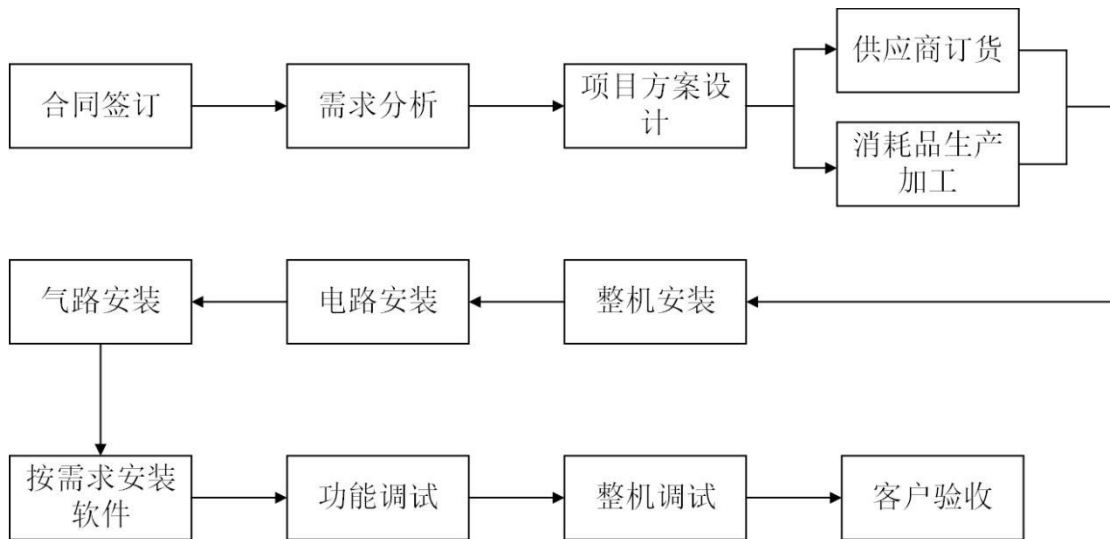 合同签订
需求分析
项目方案设
计
供应商订货
消耗品生产
加工
气路安装
电路安装
整机安装
按需求安装
软件
功能调试
整机调试
客户验收